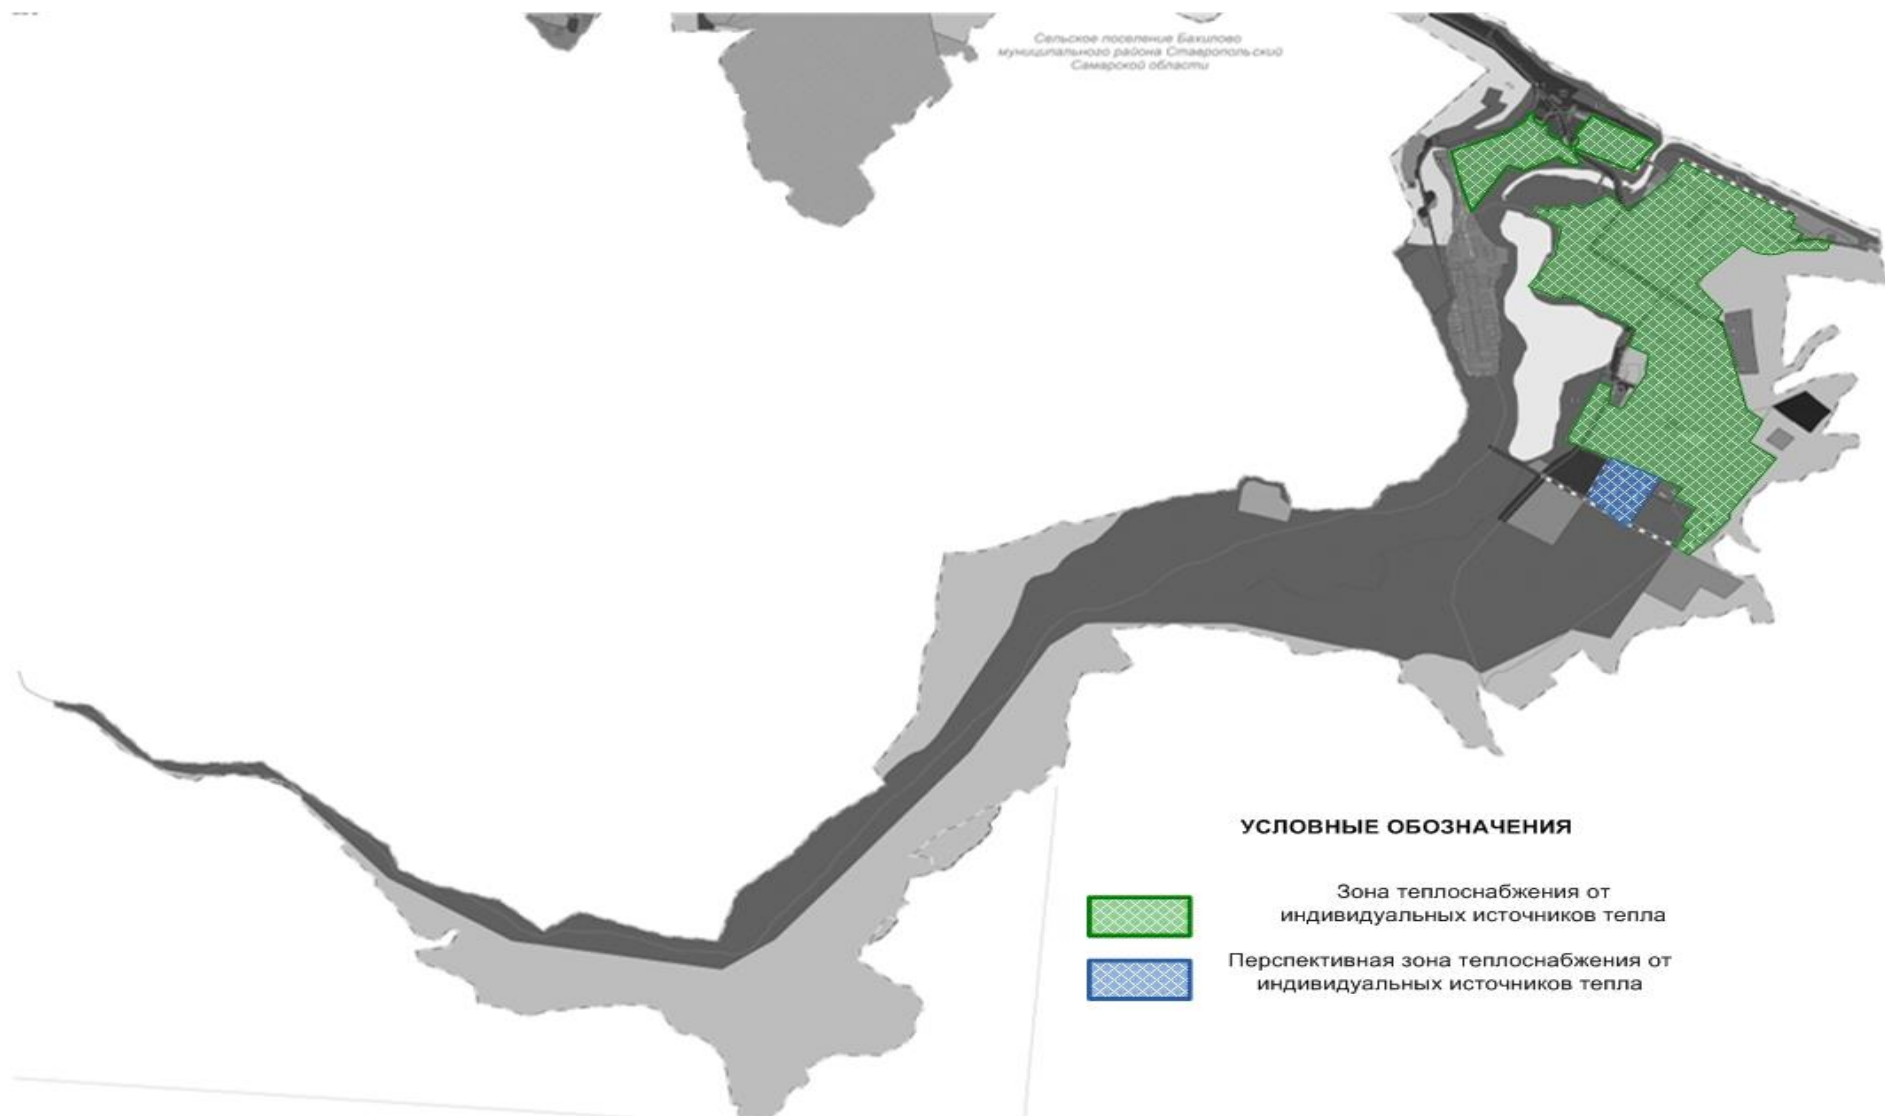 Сельское поселение Бахилово
муниципального района Ставропольский
Самарской области
УСЛОВНЫЕ ОБОЗНАЧЕНИЯ
Зона теплоснабжения от
индивидуальных источников тепла
Перспективная зона теплоснабжения от
индивидуальных источников тепла